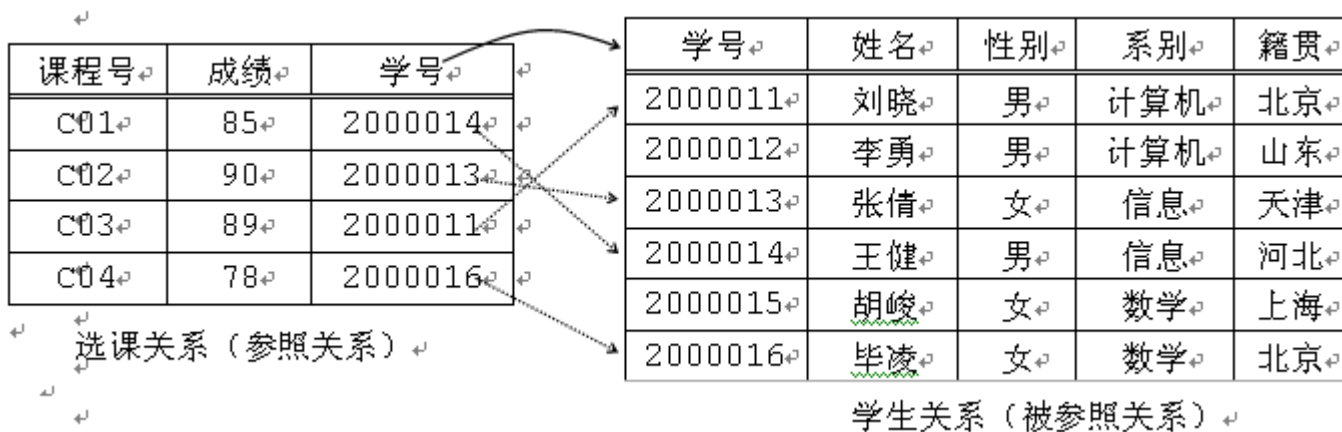 课程号 成绩 学号
C01 85 2000014
C02 90 2000013
C03 89 2000011
C04 78 2000016
选课关系（参照关系）
学号 姓名 性别 系别 籍贯
2000011 刘晓 男 计算机 北京
2000012 李勇 男 计算机 山东
2000013 张倩 女 信息 天津
2000014 王健 男 信息 河北
2000015 胡峻 女 数学 上海
2000016 毕凌 女 数学 北京
学生关系（被参照关系）